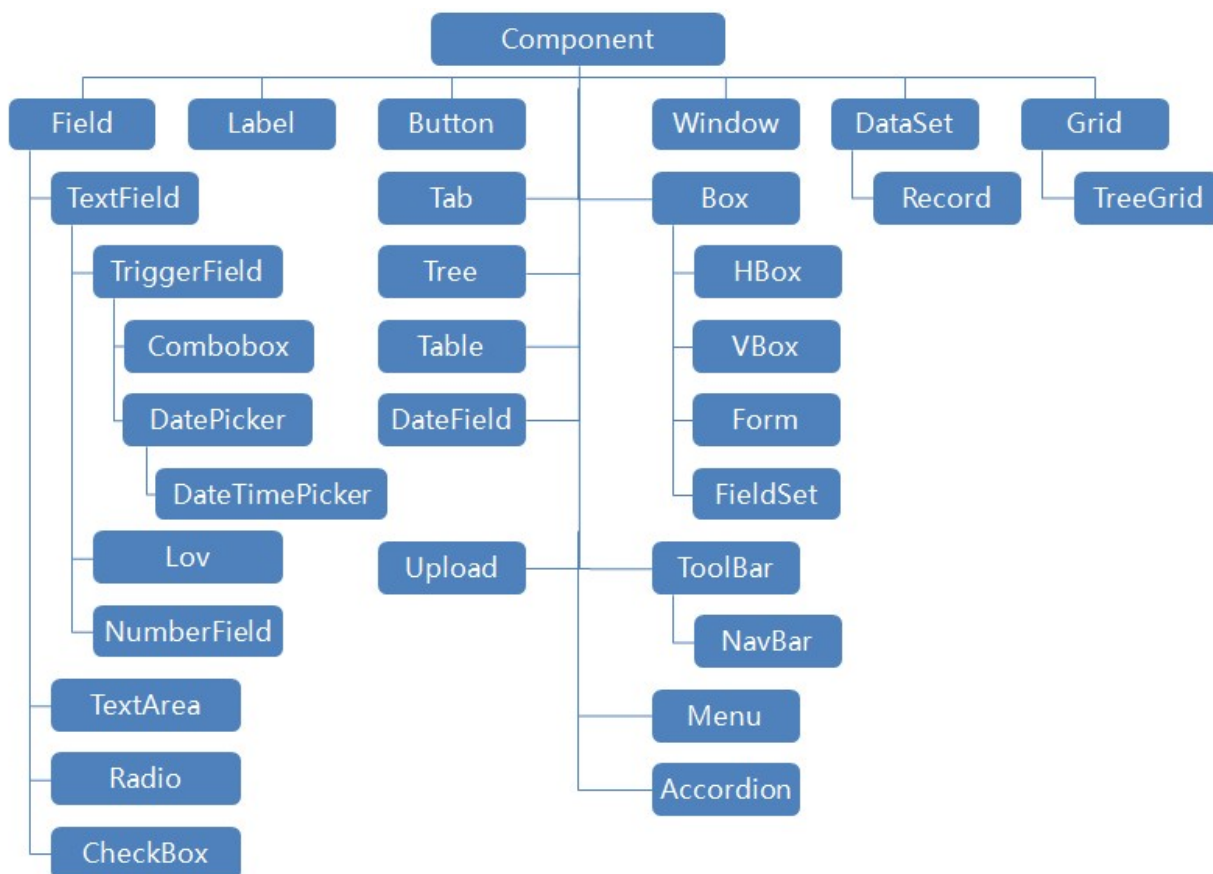 Component
Field
Label
Button
Window
DataSet
Grid
TextField
Tab
Box
Record
TreeGrid
TriggerField
Tree
HBox
Combobox
Table
VBox
DatePicker
DateField
Form
DateTimePicker
FieldSet
Lov
Upload
ToolBar
NumberField
NavBar
TextArea
Menu
Radio
Accordion
CheckBox